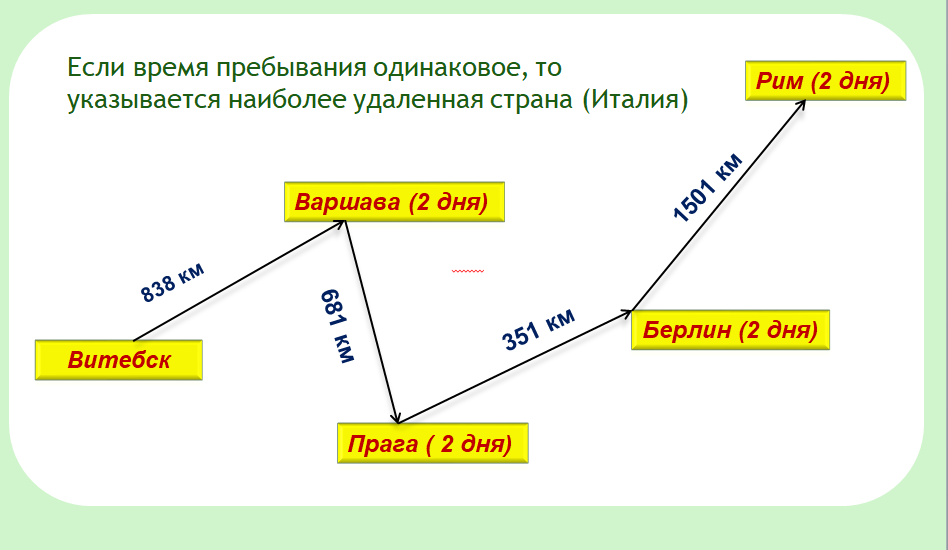 Если время пребывания одинаковое, то
указывается наиболее удаленная страна (Италия)
Рим (2 дня)
1501 км
Варшава (2 дня)
838 км
681 км
351 км
Берлин (2 дня)
Витебск
Прага ( 2 дня)